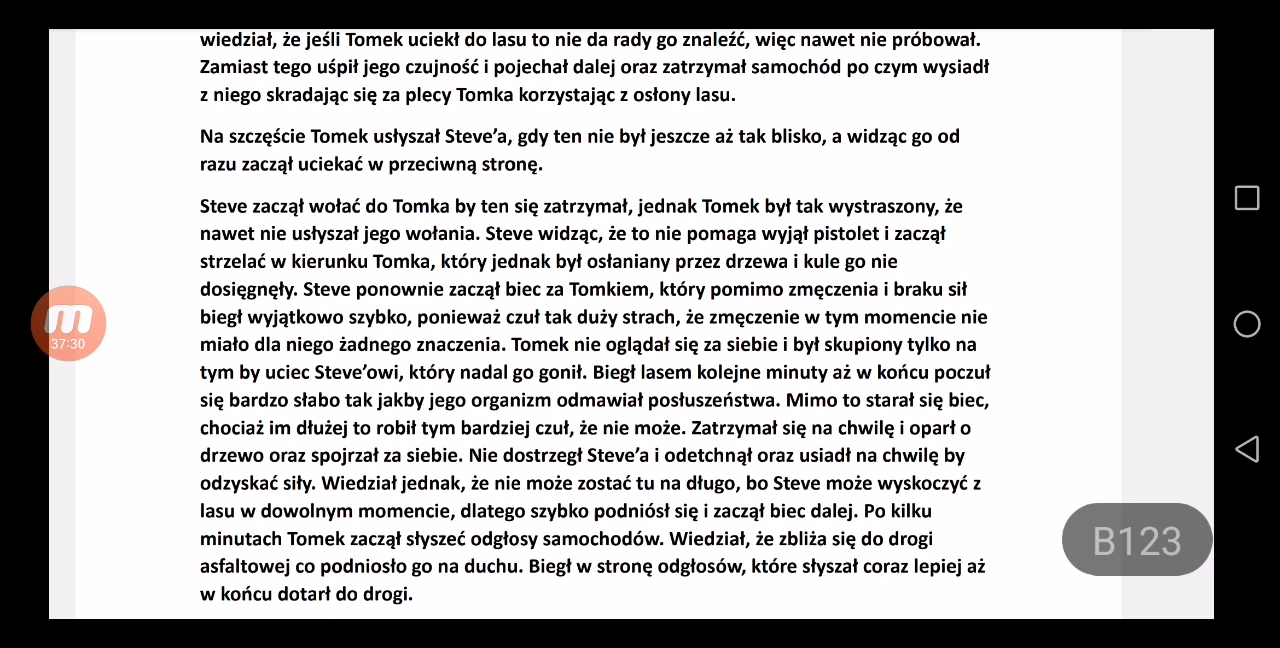 wiedział, że jeśli Tomek uciekł do lasu to nie da rady go znaleźć, więc nawet nie próbował.
Zamiast tego uśpił jego czujność i pojechał dalej oraz zatrzymał samochód po czym wysiadł
z niego skradając się za plecy Tomka korzystając z osłony lasu.
Na szczęście Tomek usłyszał Steve’a, gdy ten nie był jeszcze aż tak blisko, a widząc go od
razu zaczął uciekać w przeciwną stronę.
Steve zaczął wołać do Tomka by ten się zatrzymał, jednak Tomek był tak wystraszony, że
nawet nie usłyszał jego wołania. Steve widząc, że to nie pomaga wyjął pistolet i zaczął
strzelać w kierunku Tomka, który jednak był osłaniany przez drzewa i kule go nie
dosięgnęły. Steve ponownie zaczął biec za Tomkiem, który pomimo zmęczenia i braku sił
biegł wyjątkowo szybko, ponieważ czuł tak duży strach, że zmęczenie w tym momencie nie
miało dla niego żadnego znaczenia. Tomek nie oglądał się za siebie i był skupiony tylko na
tym by uciec Steve’owi, który nadal go gonił. Biegł lasem kolejne minuty aż w końcu poczuł
się bardzo słabo tak jakby jego organizm odmawiał posłuszeństwa. Mimo to starał się biec,
chociaż im dłużej to robił tym bardziej czuł, że nie może. Zatrzymał się na chwilę i oparł o
drzewo oraz spojrzał za siebie. Nie dostrzegł Steve’a i odetchnął oraz usiadł na chwilę by
odzyskać siły. Wiedział jednak, że nie może zostać tu na długo, bo Steve może wyskoczyć z
lasu w dowolnym momencie, dlatego szybko podniósł się i zaczął biec dalej. Po kilku
minutach Tomek zaczął słyszeć odgłosy samochodów. Wiedział, że zbliża się do drogi
asfaltowej co podniosło go na duchu. Biegł w stronę odgłosów, które słyszał coraz lepiej aż
w końcu dotarł do drogi.
37:30
B123